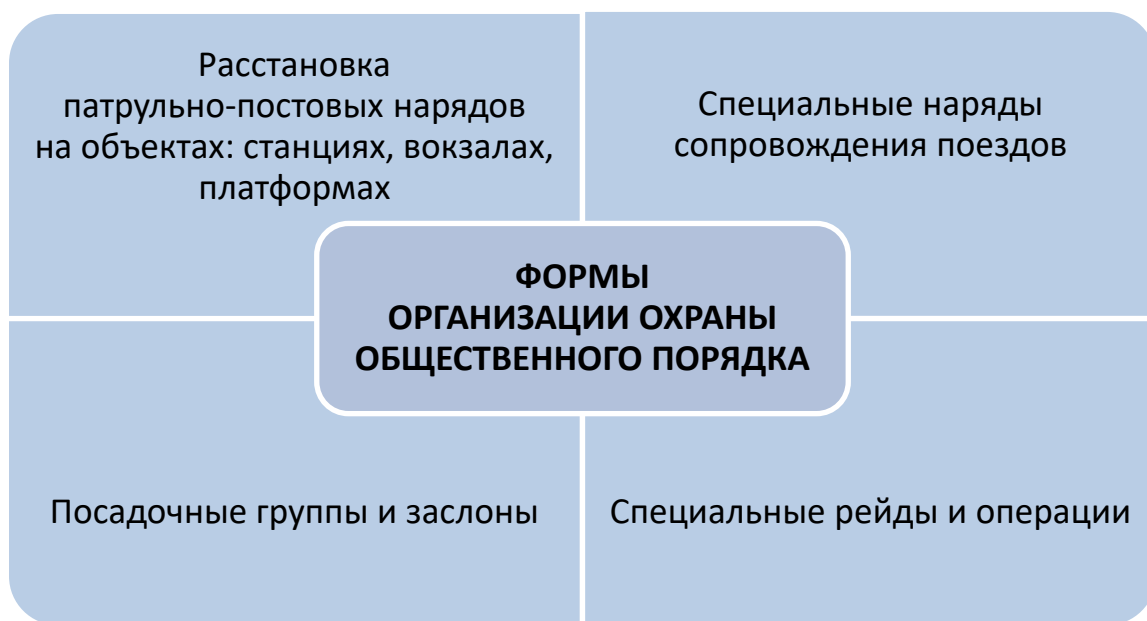 Расстановка
патрульно-постовых нарядов
на объектах: станциях, вокзалах,
платформах
Специальные наряды
сопровождения поездов
ФОРМЫ
ОРГАНИЗАЦИИ ОХРАНЫ
ОБЩЕСТВЕННОГО ПОРЯДКА
Посадочные группы и заслоны
Специальные рейды и операции